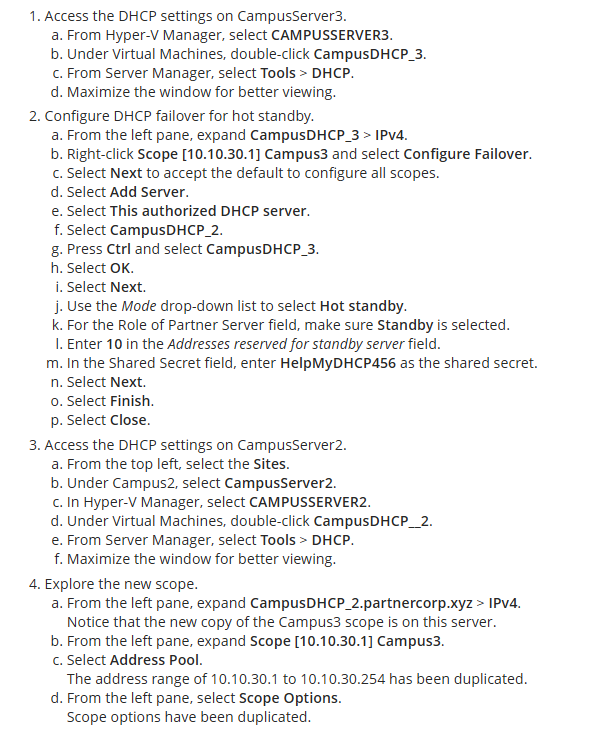 1. Access the DHCP settings on CampusServer3.
a. From Hyper-V Manager, select CAMPUSSERVER3.
b. Under Virtual Machines, double-click CampusDHCP_3.
c. From Server Manager, select Tools > DHCP.
d. Maximize the window for better viewing.
2. Configure DHCP failover for hot standby.
a. From the left pane, expand CampusDHCP_3 > IPv4.
b. Right-click Scope [10.10.30.1] Campus3 and select Configure Failover.
c. Select Next to accept the default to configure all scopes.
d. Select Add Server.
e. Select This authorized DHCP server.
f. Select CampusDHCP_2.
g. Press Ctrl and select CampusDHCP_3.
h. Select OK.
i. Select Next.
j. Use the Mode drop-down list to select Hot standby.
k. For the Role of Partner Server field, make sure Standby is selected.
l. Enter 10 in the Addresses reserved for standby server field.
m. In the Shared Secret field, enter HelpMyDHCP456 as the shared secret.
n. Select Next.
o. Select Finish.
p. Select Close.
3. Access the DHCP settings on CampusServer2.
a. From the top left, select the Sites.
b. Under Campus2, select CampusServer2.
c. In Hyper-V Manager, select CAMPUSSERVER2.
d. Under Virtual Machines, double-click CampusDHCP__2.
e. From Server Manager, select Tools > DHCP.
f. Maximize the window for better viewing.
4. Explore the new scope.
a. From the left pane, expand CampusDHCP_2.partnercorp.xyz > IPv4.
Notice that the new copy of the Campus3 scope is on this server.
b. From the left pane, expand Scope [10.10.30.1] Campus3.
c. Select Address Pool.
The address range of 10.10.30.1 to 10.10.30.254 has been duplicated.
d. From the left pane, select Scope Options.
Scope options have been duplicated.